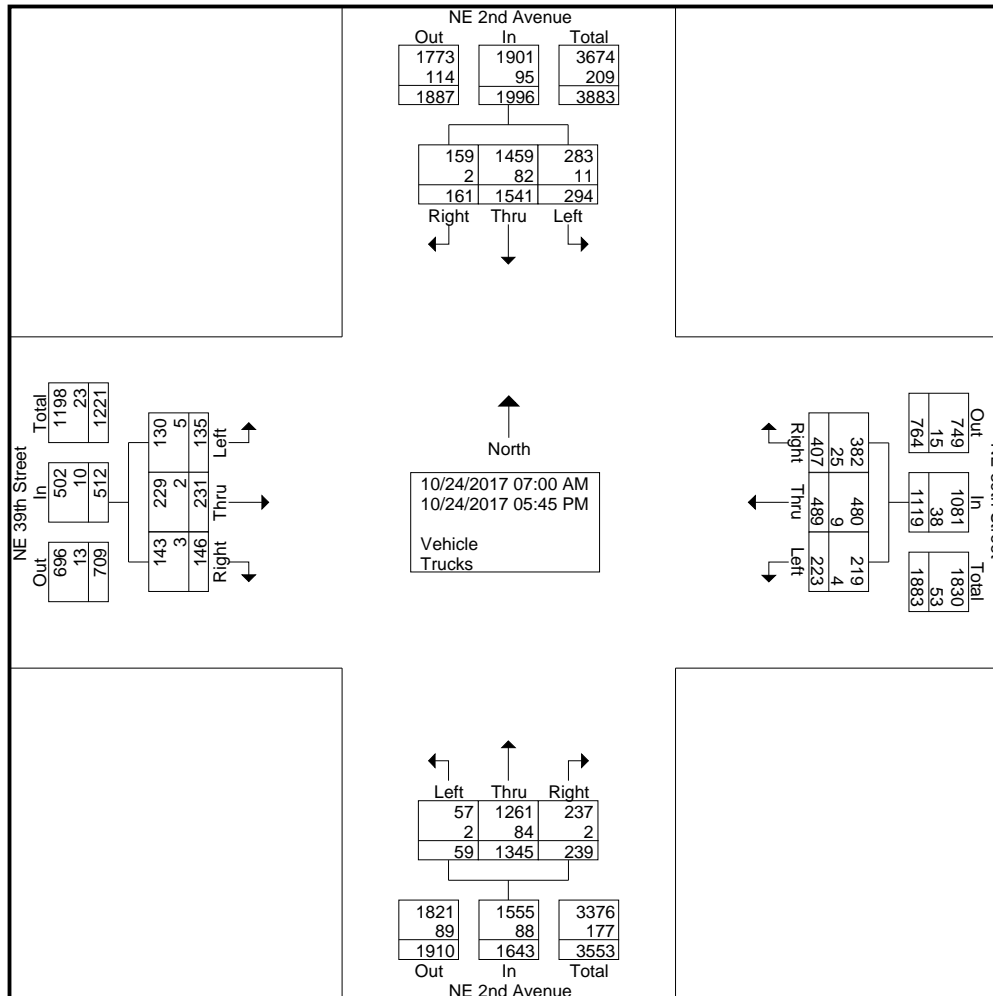 NE 2nd Avenue
Out In Total
1773 1901 3674
114 95 209
1887 1996 3883
159 1459 283
2 82 11
161 1541 294
Right Thru Left
NE 39th Street
Total In Out
1198 502 696
23 10 13
1221 512 709
130 229 143
5 2 3
135 231 146
Left Thru Right
North
10/24/2017 07:00 AM
10/24/2017 05:45 PM
Vehicle
Trucks
Out In Total
749 1081 1830
15 38 53
764 1119 1883
382 480 219
25 9 4
407 489 223
Right Thru Left
Left Thru Right
57 1261 237
2 84 2
59 1345 239
1821 1555 3376
89 88 177
1910 1643 3553
Out In Total
NE 2nd Avenue